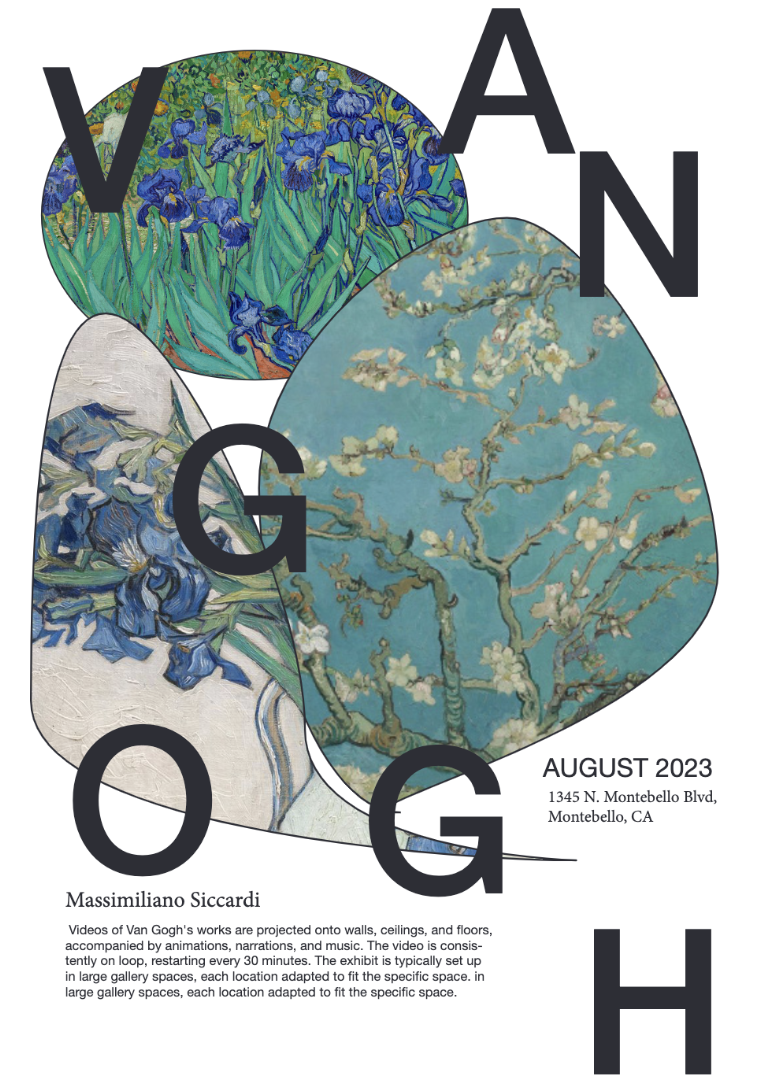 VAN
GOGH
AUGUST 2023
1345 N. Montebello Blvd,
Montebello, CA
Massimiliano Siccardi
Videos of Van Gogh's works are projected onto walls, ceilings, and floors,
accompanied by animations, narrations, and music. The video is consis-
tently on loop, restarting every 30 minutes. The exhibit is typically set up
in large gallery spaces, each location adapted to fit the specific space. in
large gallery spaces, each location adapted to fit the specific space.